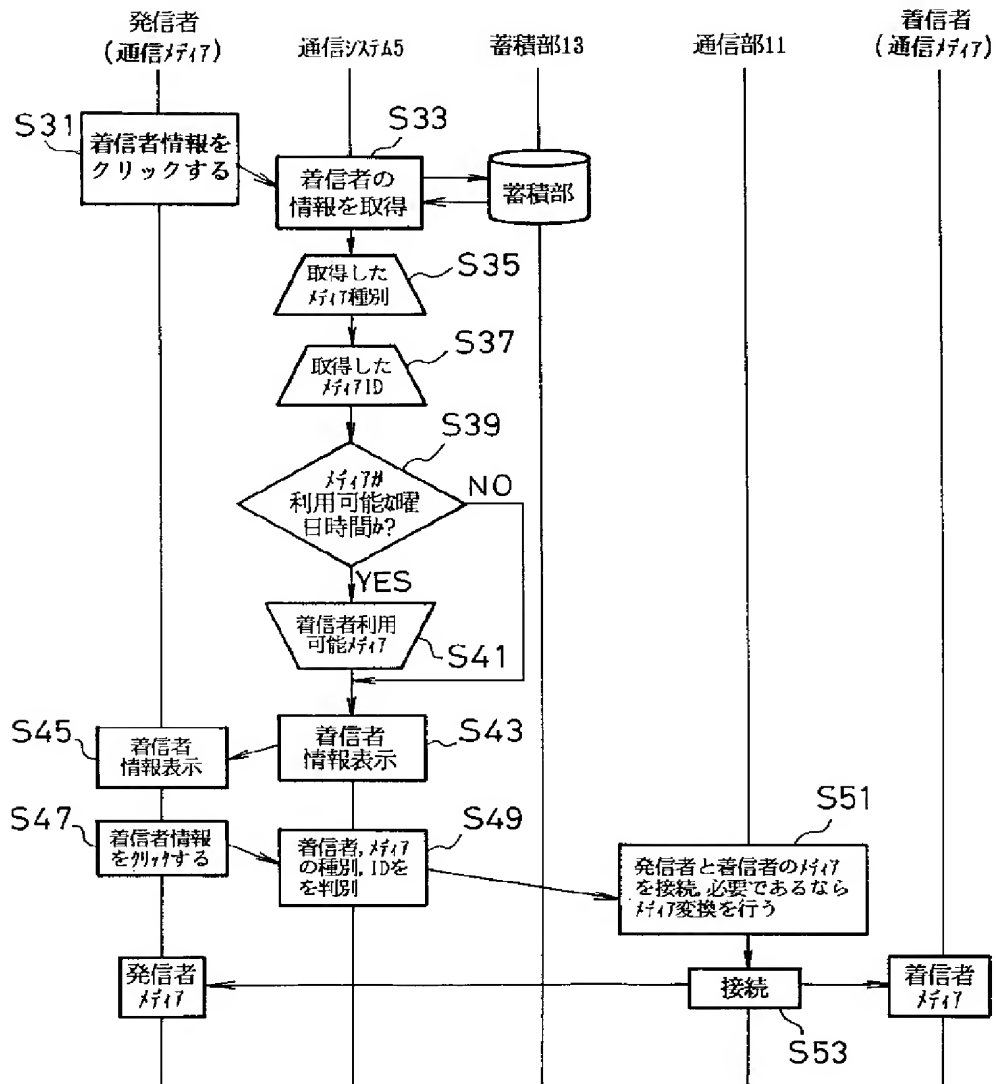 発信者
(通信メディア)
通信システム5
蓄積部13
通信部11
着信者
(通信メディア)
S31
着信者情報を
クリックする
S33
着信者の
情報を取得
蓄積部
S35
取得した
メディア種別
S37
取得した
メディアID
S39
メディアが
利用可能な曜
日時間か?
NO
YES
着信者利用
可能メディア
S41
S45
着信者
情報表示
着信者
情報表示
S43
S47
着信者情報
をクリックする
S49
着信者,メディア
の種別,IDを
を判別
S51
発信者と着信者のメディア
を接続,必要であるなら
メディア変換を行う
発信者
メディア
接続
着信者
メディア
S53